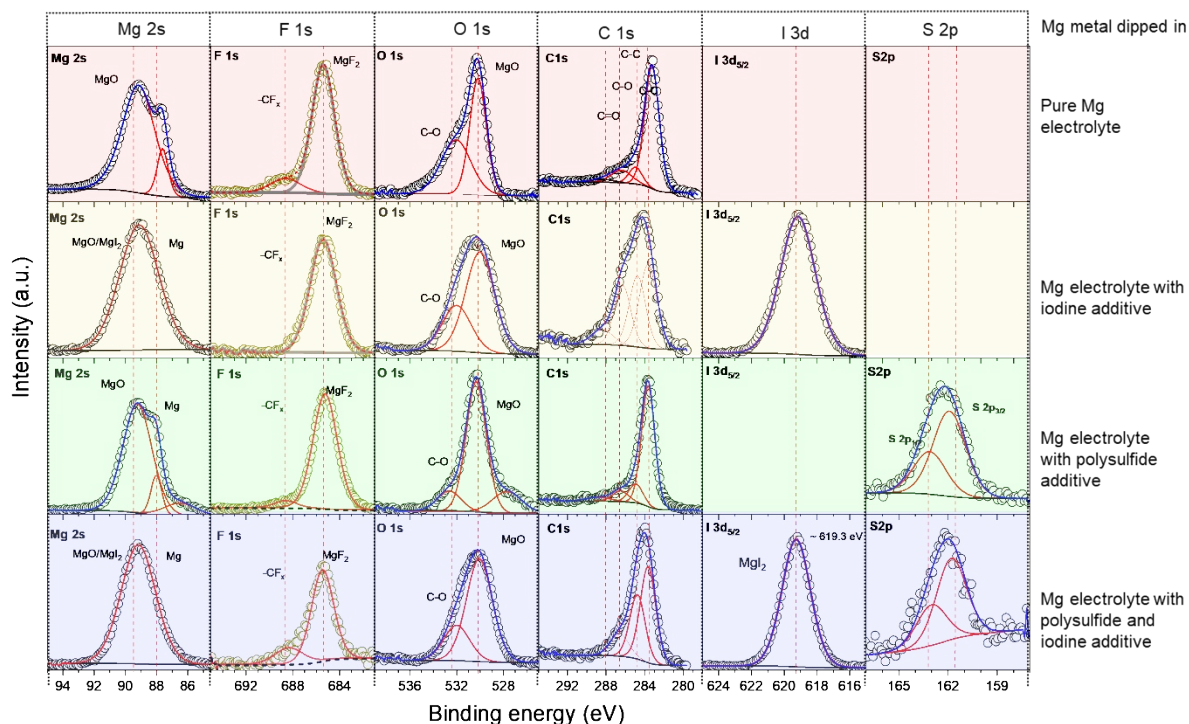 Mg 2s F 1s O 1s C 1s I 3d S 2p Mg metal dipped in
Mg 2s F 1s O 1s C1s I 3d5/2 S2p
MgO -CFx MgF2 C-O MgO C=O C-O C-C
Pure Mg
electrolyte
Mg 2s F 1s O 1s C1s I 3d5/2
MgO/MgI2 Mg -CFx MgF2 C-O MgO
Mg electrolyte with
iodine additive
Mg 2s F 1s O 1s C1s I 3d5/2 S2p
MgO Mg -CFx MgF2 C-O MgO S 2p3/2
Mg electrolyte
with polysulfide
additive
Mg 2s F 1s O 1s C1s I 3d5/2 S2p
MgO/MgI2 Mg -CFx MgF2 C-O MgO MgI2 ~ 619.3 eV
Mg electrolyte with
polysulfide and
iodine additive
94 92 90 88 86 692 688 684 536 532 528 292 288 284 280 624 622 620 618 616 165 162 159
Binding energy (eV)
Intensity (a.u.)